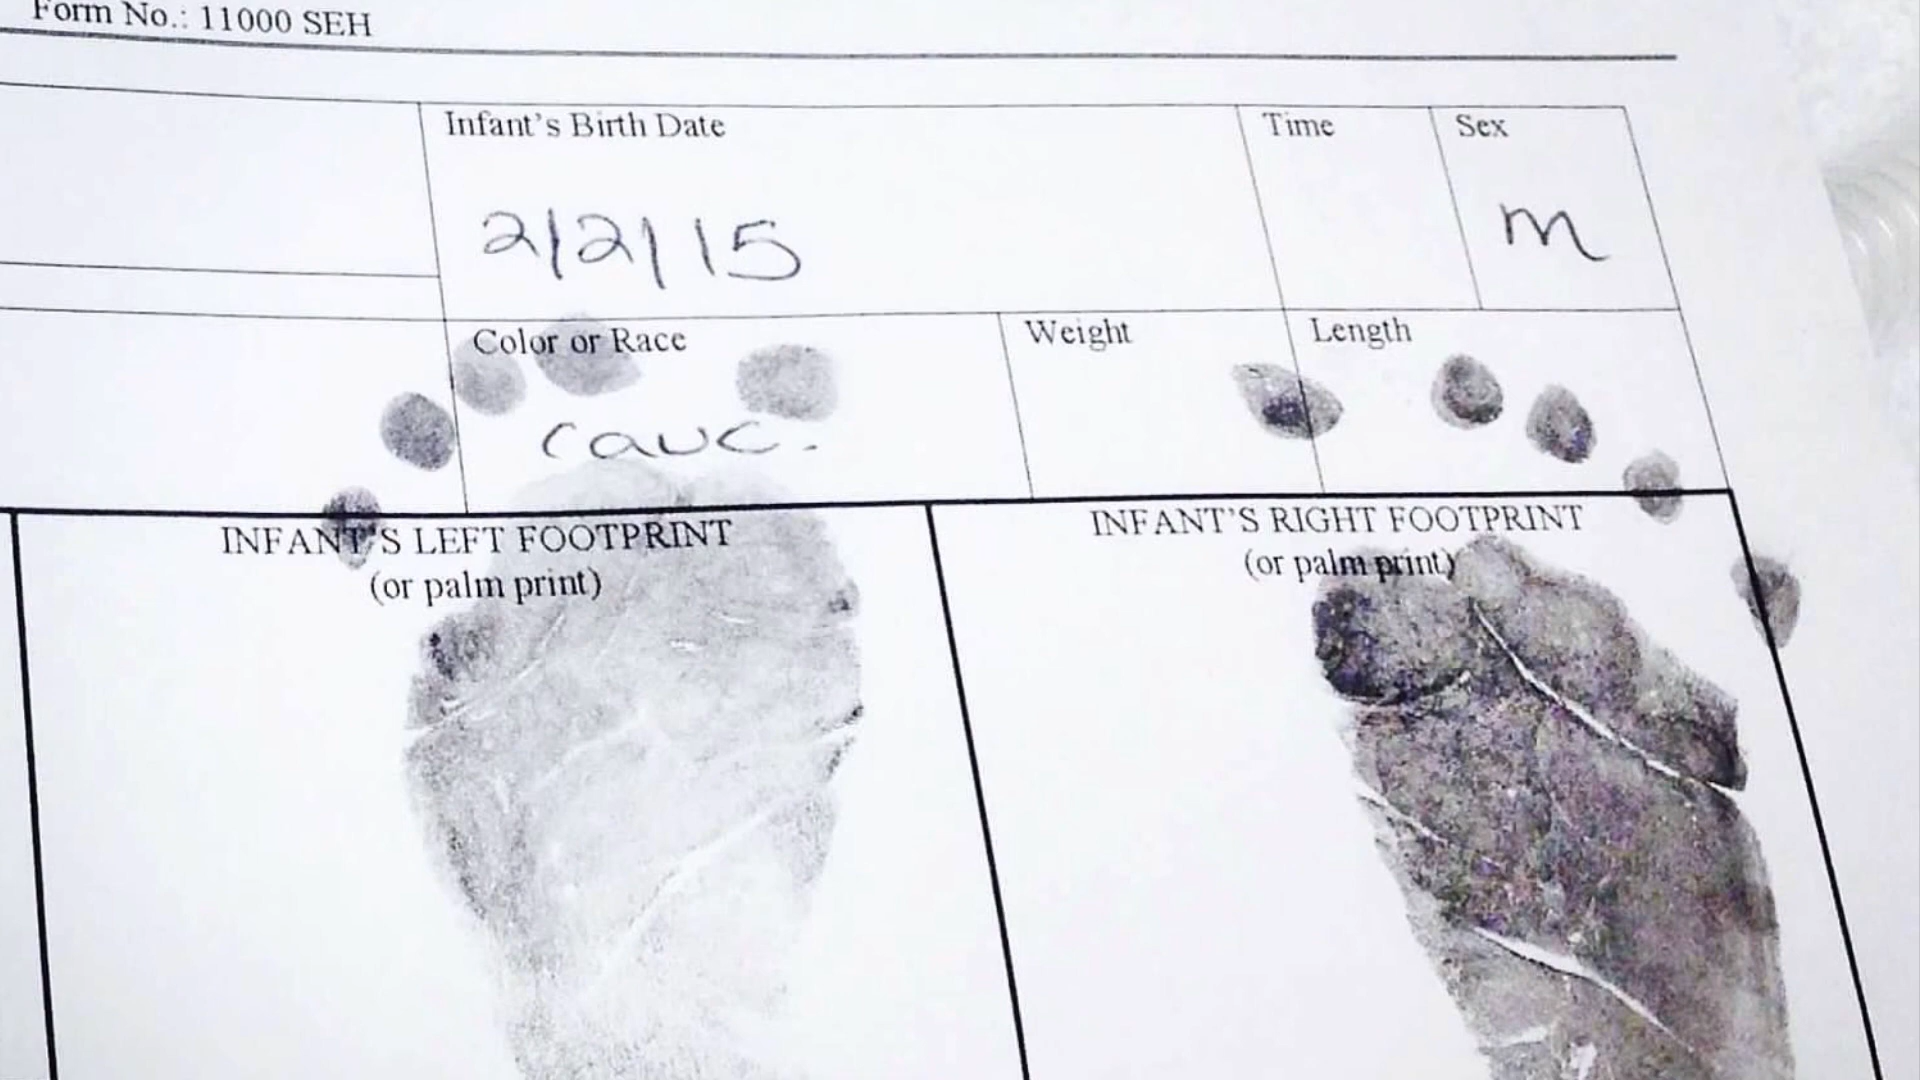 Form No.: 11000 SEH
Infant's Birth Date
2/2/15
Time
Sex
m
Color or Race
cauc.
Weight
Length
INFANT'S LEFT FOOTPRINT
(or palm print)
INFANT'S RIGHT FOOTPRINT
(or palm print)